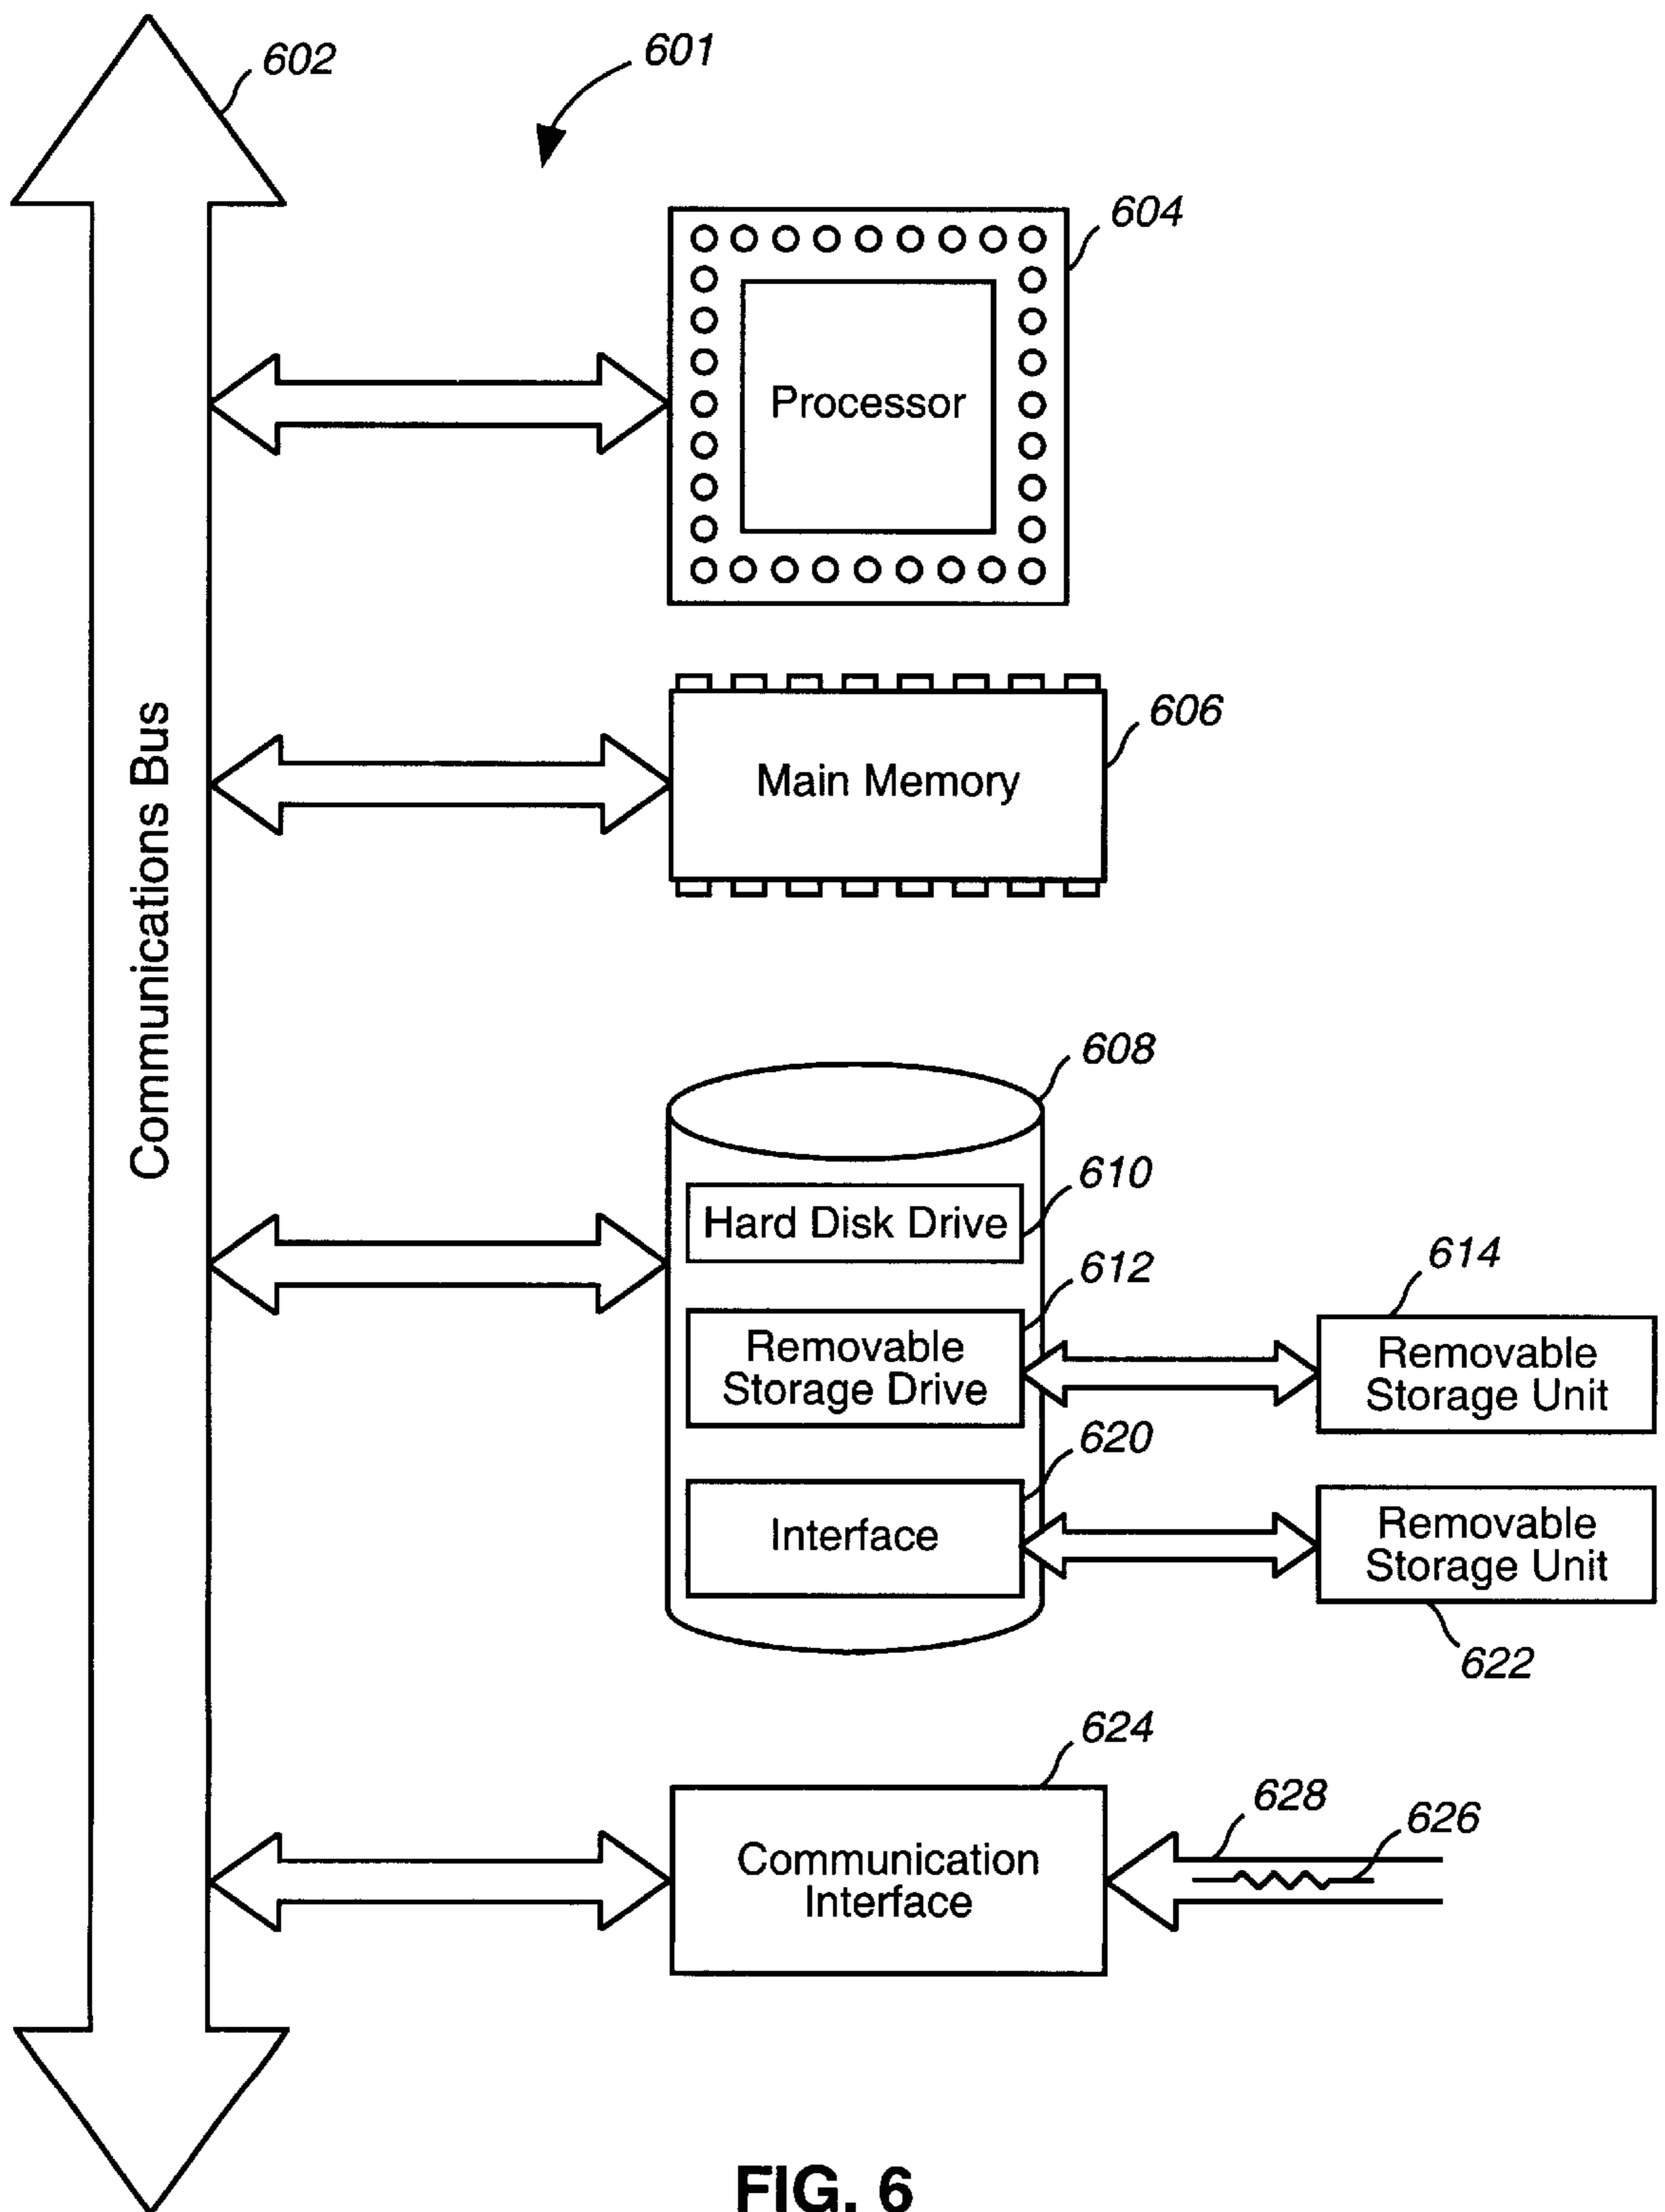 602
601
604
Processor
Communications Bus
606
Main Memory
608
610
Hard Disk Drive
612
614
Removable
Storage Drive
Removable
Storage Unit
620
Interface
Removable
Storage Unit
622
624
628
626
Communication
Interface
FIG. 6